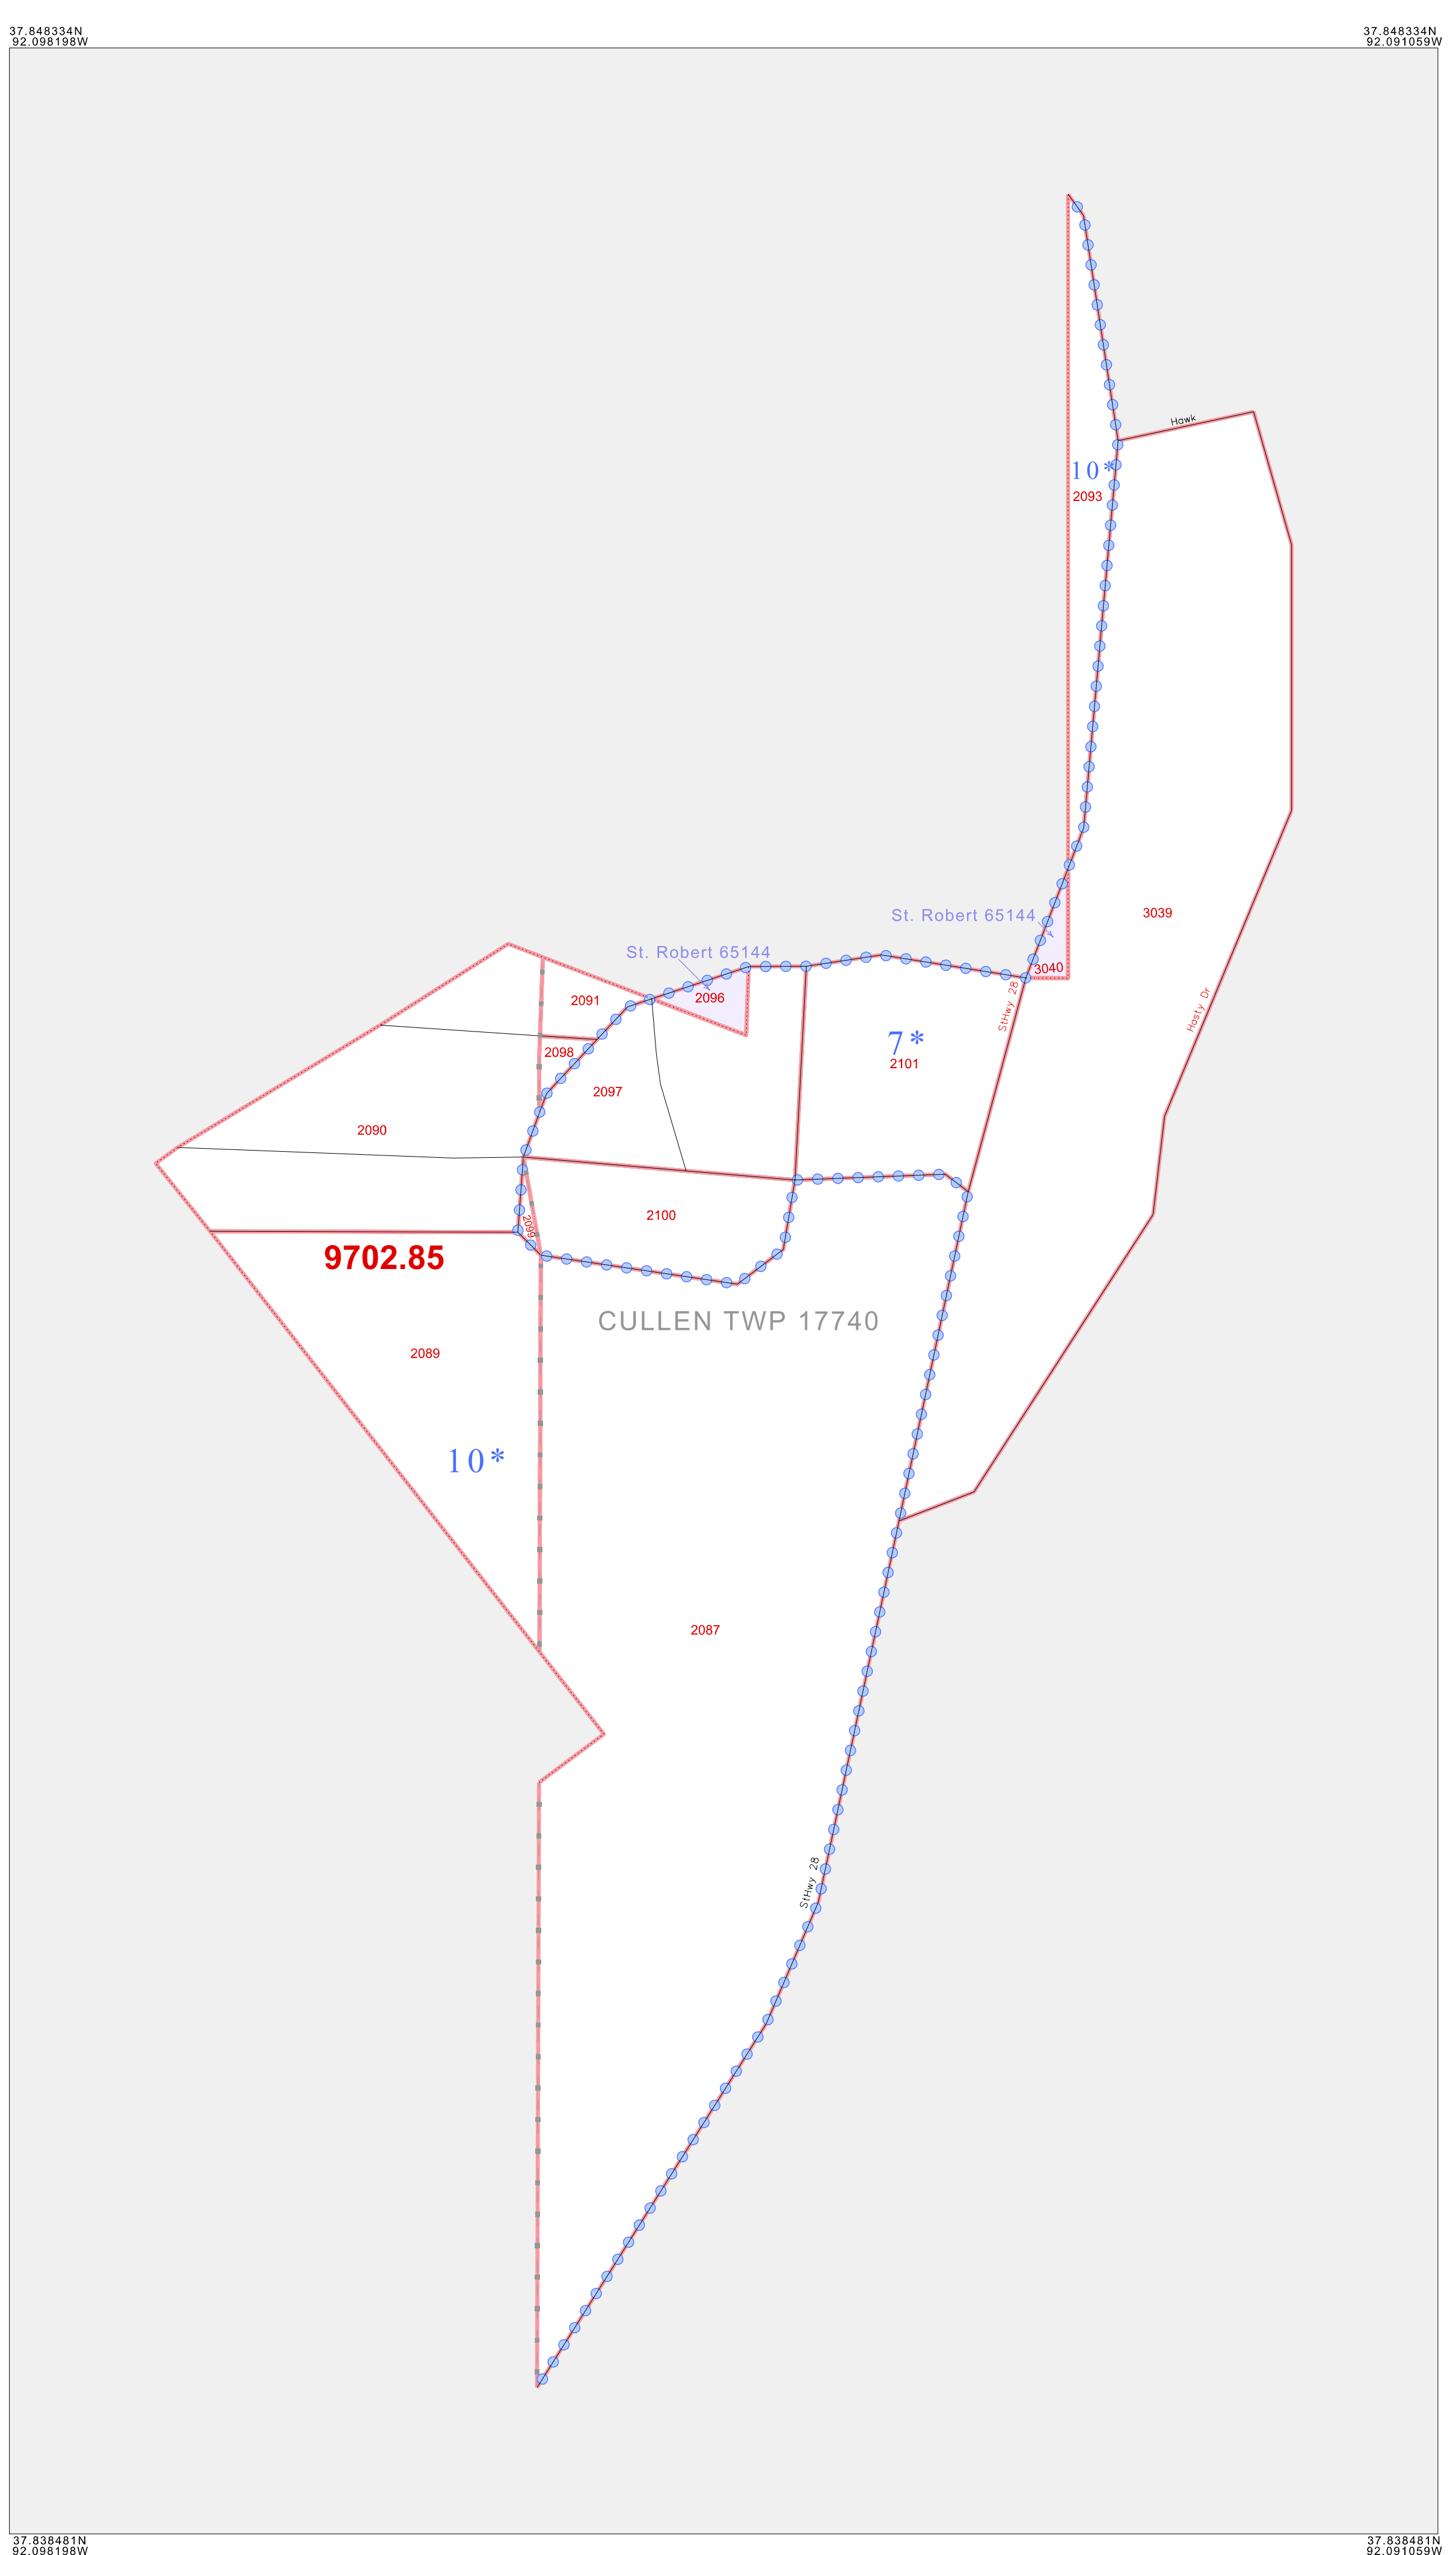 37.848334N
92.098198W
37.848334N
92.091059W
Hawk
10*
2093
3039
St. Robert 65144
St. Robert 65144
3040
2096
2091
StHwy 28
Hasty Dr
7*
2101
2098
2097
2090
2100
2099
9702.85
CULLEN TWP 17740
2089
10*
2087
StHwy 28
37.838481N
92.098198W
37.838481N
92.091059W